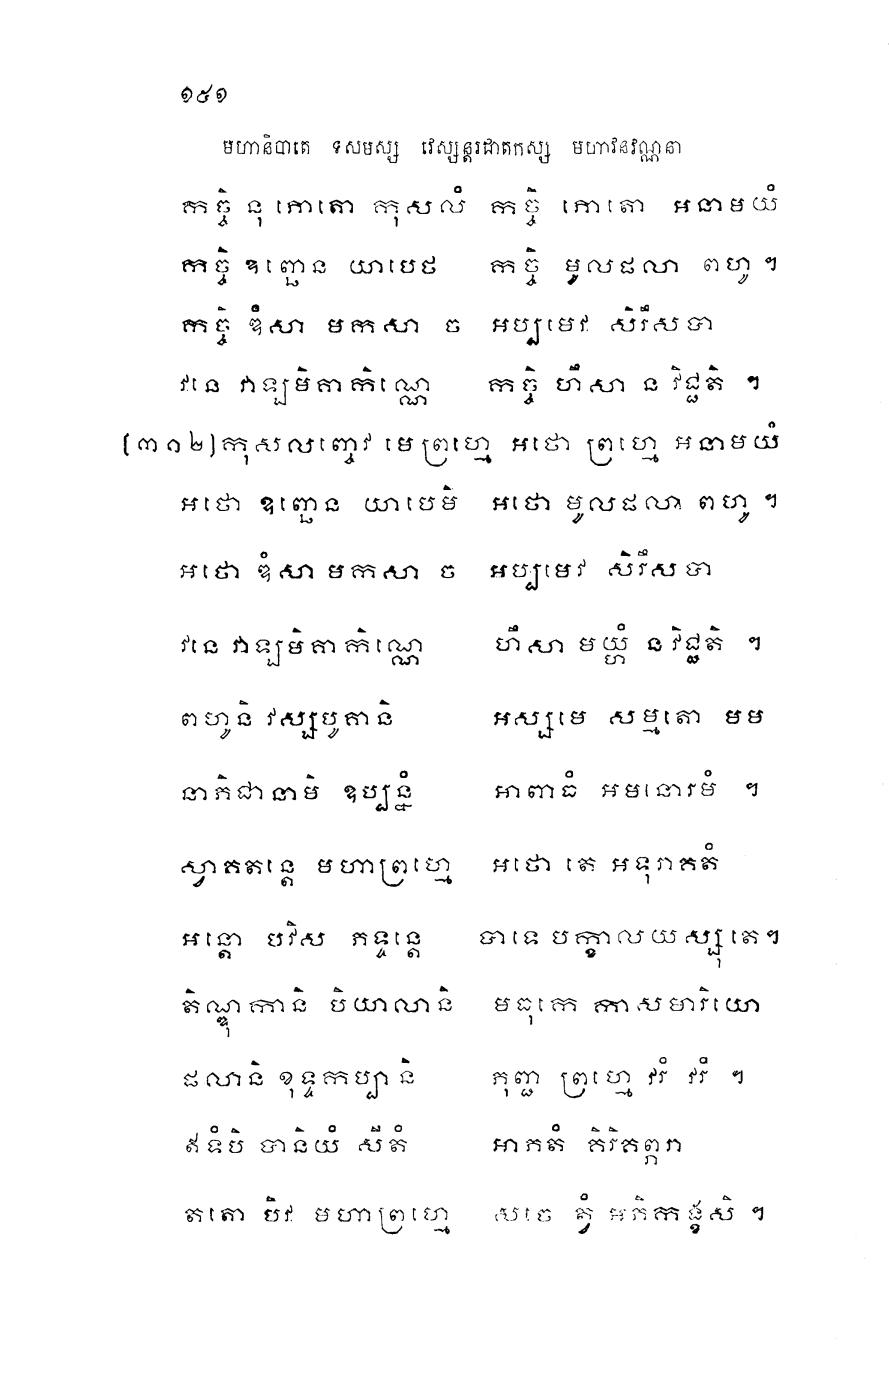 ១៥១
មហានិបាតេ ទសមស្ស វេស្សន្តរជាតកស្ស មហាវនវណ្ណនា
កច្ចិ នុ ភោតោ កុសលំ កច្ចិ ភោតោ អនាមយំ
កច្ចិ ឧញ្ឆេន យាបេថ កច្ចិ មូលផលា ពហូ ។
កច្ចិ ឌំសា មកសា ច អប្បមេវ សិរឹសបា
វនេ វាឡមិគាកិណ្ណេ កច្ចិ ហឹសា ន វិជ្ជតិ ។
[៣១២] កុសលញ្ចេវ មេ ព្រហ្មេ អថោ ព្រហ្មេ អនាមយំ
អថោ ឧញ្ឆេន យាបេមិ អថោ មូលផលា ពហូ ។
អថោ ឌំសា មកសា ច អប្បមេវ សិរឹសបា
វនេ វាឡមិគាកិណ្ណេ ហឹសា មយ្ហំ ន វិជ្ជតិ ។
ពហូនិ វស្សបូគានិ អស្សមេ សម្មតោ មម
នាភិជានាមិ ឧប្បន្នំ អាពាធំ អមនោរមំ ។
ស្វាគតន្តេ មហាព្រហ្មេ អថោ តេ អទុរាគតំ
អន្តោ បវិស ភទ្ទន្តេ បាទេ បក្ខាលយស្សុ តេ។
តិណ្ឌុកានិ បិយាលានិ មធុកេ កាសមារិយោ
ផលានិ ខុទ្ទកប្បានិ ភុញ្ជ ព្រហ្មេ វរំ វរំ ។
ឥទំបិ បានិយំ សីតំ អាភតំ គិរិគព្ភរា
តតោ បិវ មហាព្រហ្មេ សចេ ត្វំ អភិកង្ខសិ ។